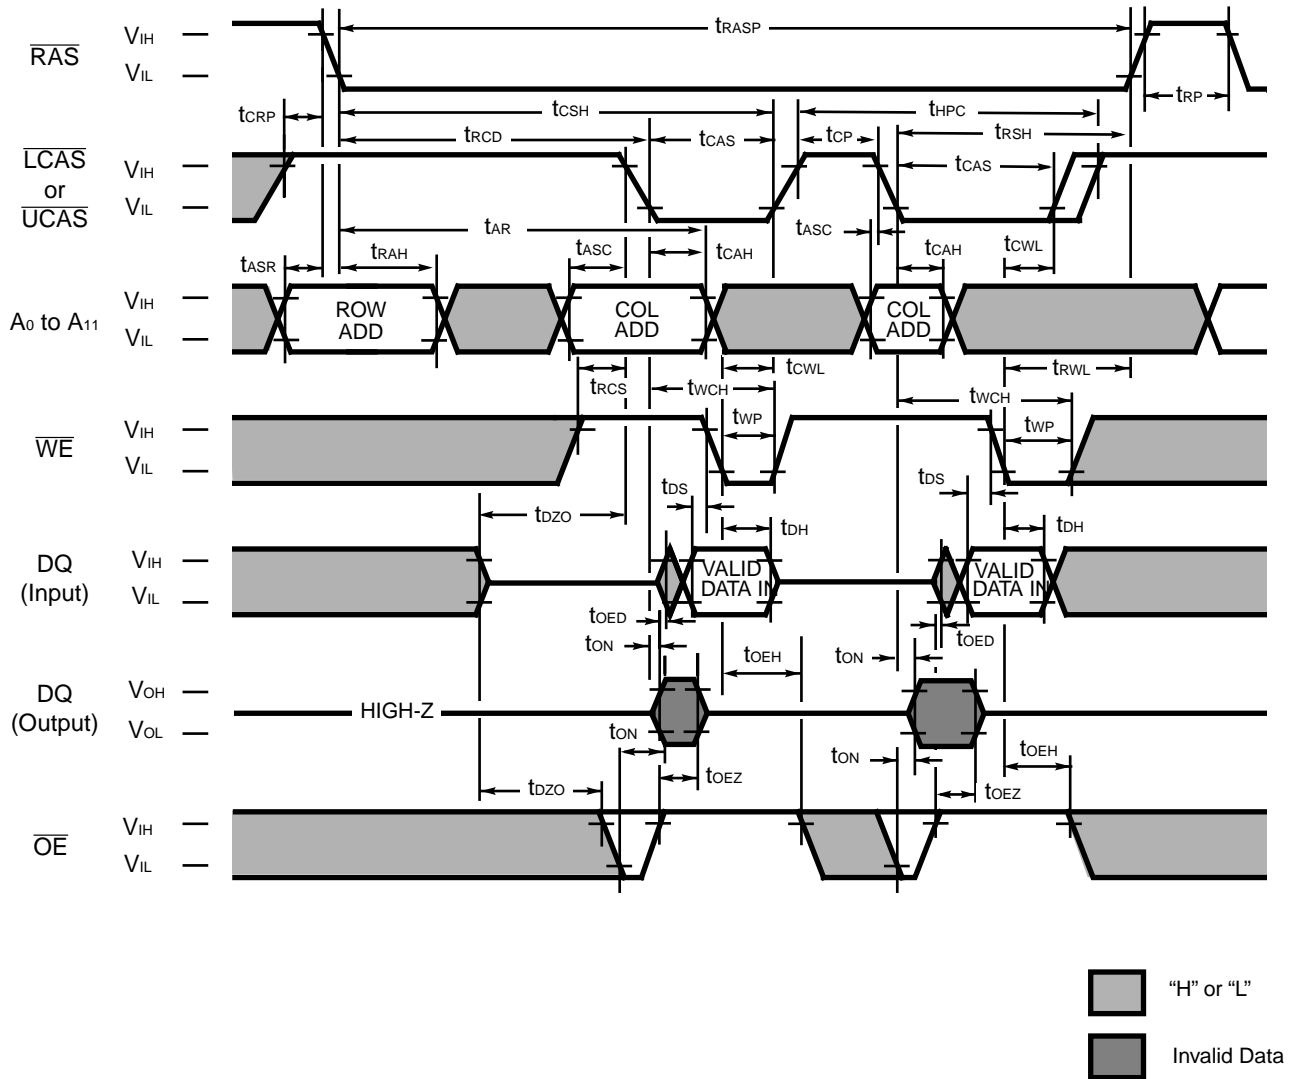 tRASP
RAS
VIH
VIL
tRP
tCRP
tCSH
tHPC
tRCD
tCAS
tCP
tRSH
LCAS
or
UCAS
VIH
VIL
tCAS
tAR
tASC
tCWL
tASR
tRAH
tASC
tCAH
tCAH
A0 to A11
VIH
VIL
ROW
ADD
COL
ADD
COL
ADD
tRCS
tWCH
tCWL
tRWL
tWCH
WE
VIH
VIL
tWP
tWP
tDZO
tDS
tDH
tDS
tDH
DQ
(Input)
VIH
VIL
VALID
DATA IN
VALID
DATA IN
tOED
tOED
tON
tOEH
tON
DQ
(Output)
VOH
VOL
HIGH-Z
tON
tOEZ
tON
tOEH
tDZO
tOEZ
OE
VIH
VIL
“H” or “L”
Invalid Data